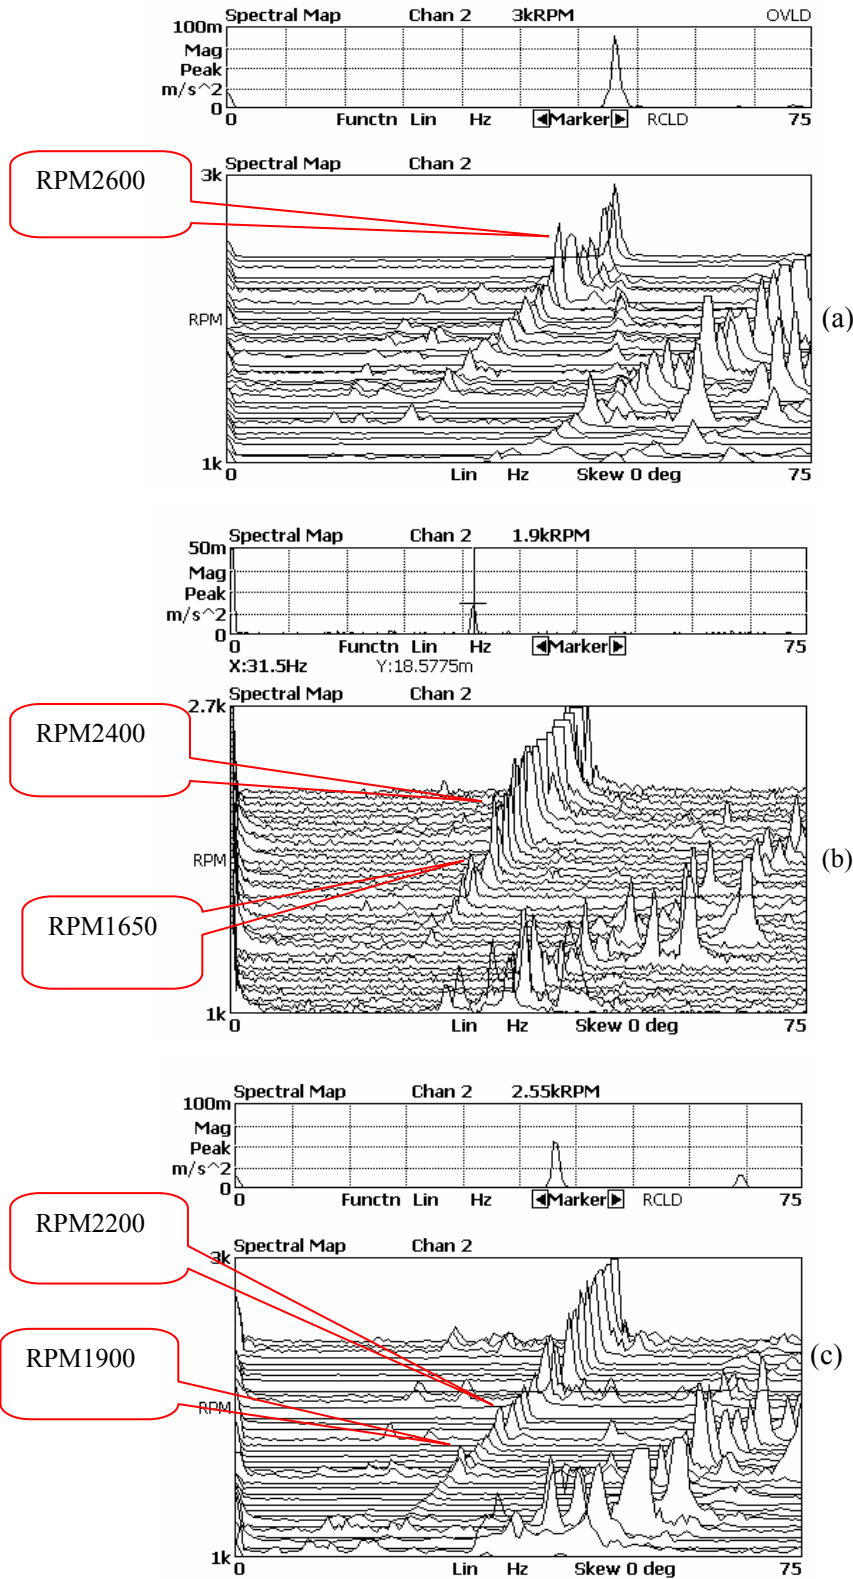 Spectral Map Chan 2 3kRPM OVLD
100m
Mag
Peak
m/s^2
0
0 Functn Lin Hz ◀Marker▶ RCLD 75
Spectral Map Chan 2
3k
RPM2600
RPM
(a)
1k
0 Lin Hz Skew 0 deg 75
Spectral Map Chan 2 1.9kRPM
50m
Mag
Peak
m/s^2
0
0 Functn Lin Hz ◀Marker▶ 75
X:31.5Hz Y:18.5775m
Spectral Map Chan 2
2.7k
RPM2400
RPM
(b)
RPM1650
1k
0 Lin Hz Skew 0 deg 75
Spectral Map Chan 2 2.55kRPM
100m
Mag
Peak
m/s^2
0
0 Functn Lin Hz ◀Marker▶ RCLD 75
RPM2200
Spectral Map Chan 2
3k
RPM1900
(c)
RPM
1k
0 Lin Hz Skew 0 deg 75